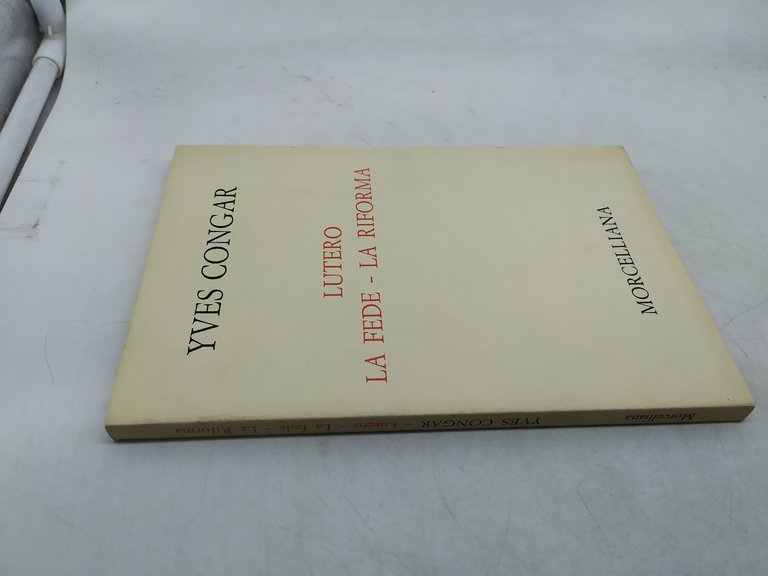 YVES CONGAR
LUTERO
LA FEDE - LA RIFORMA
MORCELLIANA
YVES CONGAR - Lutero - La fede - La Riforma
Morcelliana